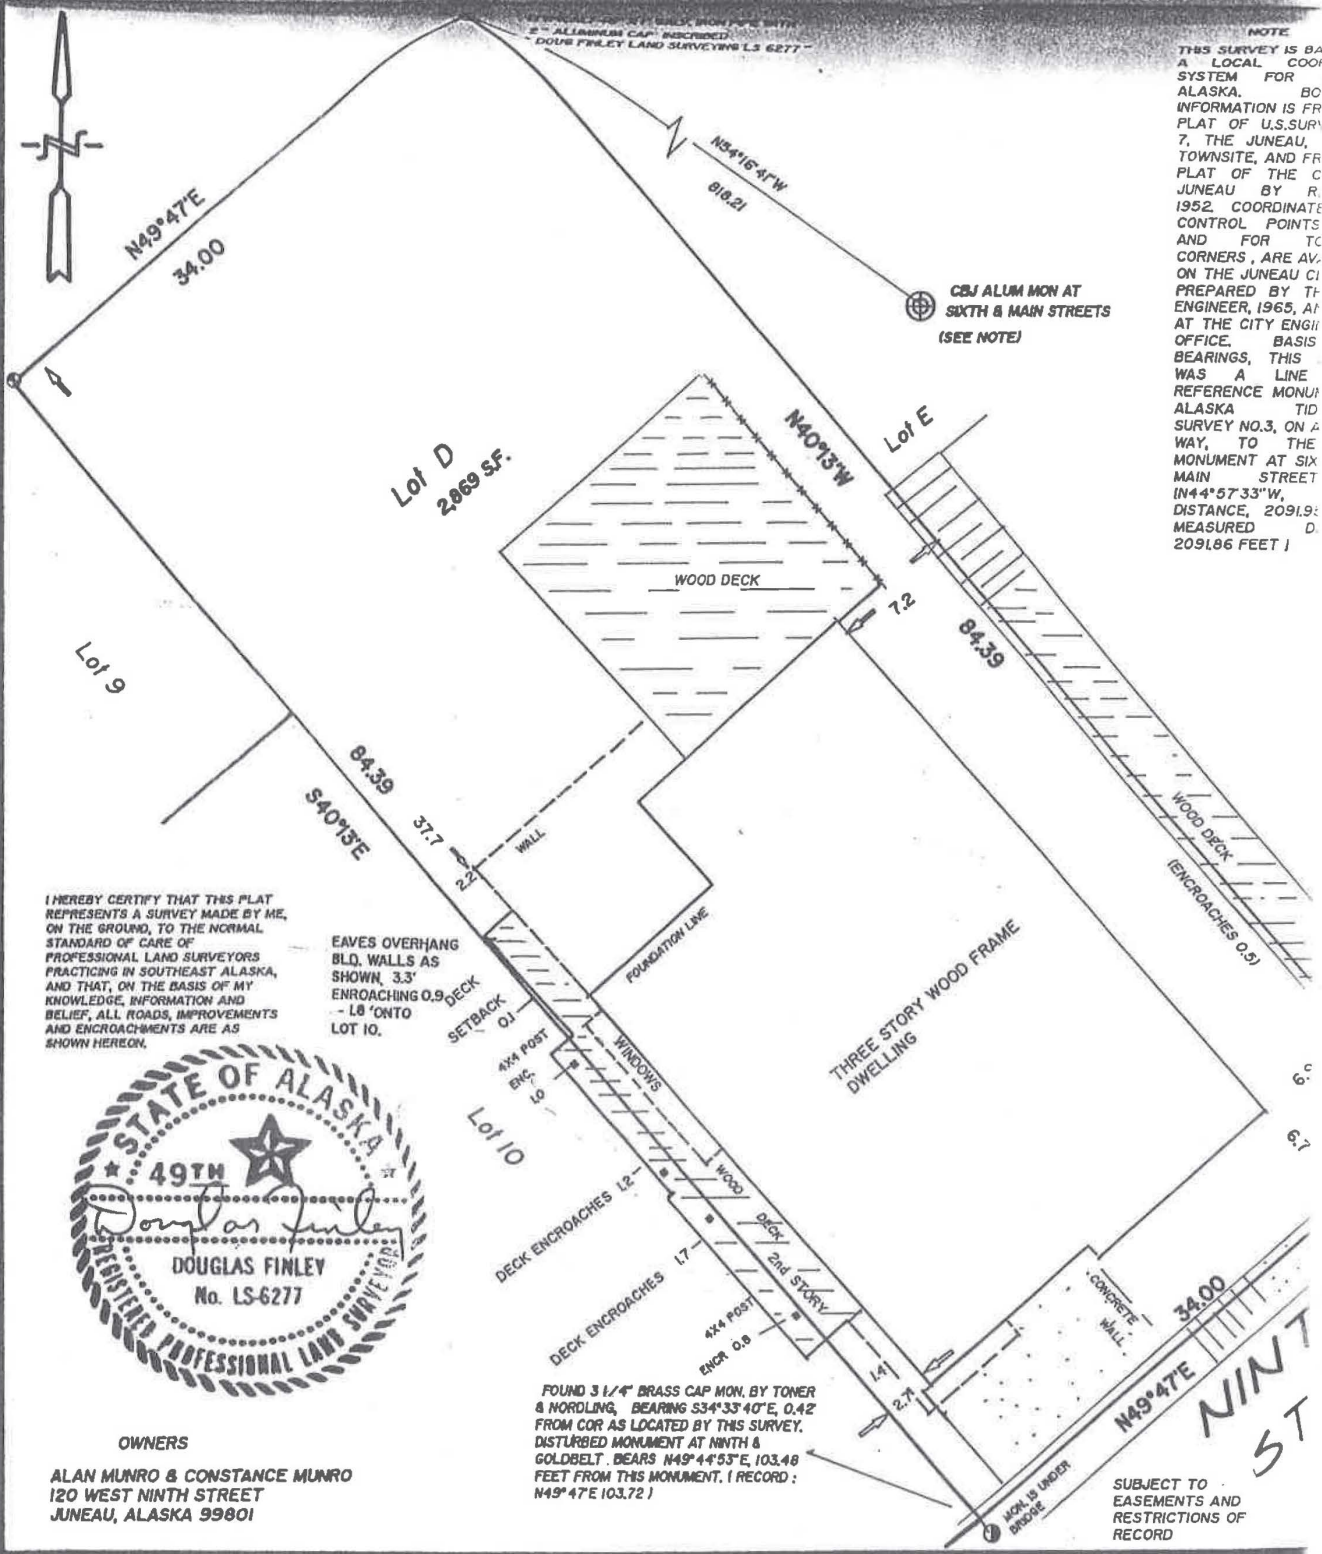 2" ALUMINUM CAP INSCRIBED
"DOUG FINLEY LAND SURVEYING LS 6277"
NOTE
THIS SURVEY IS BA
A LOCAL COOR
SYSTEM FOR
ALASKA. BO
INFORMATION IS FR
PLAT OF U.S.SURV
7, THE JUNEAU,
TOWNSITE, AND FR
PLAT OF THE C
JUNEAU BY R.
1952. COORDINATE
CONTROL POINTS
AND FOR TO
CORNERS, ARE AV
ON THE JUNEAU CI
PREPARED BY TH
ENGINEER, 1965, AN
AT THE CITY ENGI
OFFICE. BASIS
BEARINGS, THIS
WAS A LINE
REFERENCE MONU
ALASKA TID
SURVEY NO.3, ON A
WAY, TO THE
MONUMENT AT SIX
MAIN STREET
(N44°57'33"W,
DISTANCE, 2091.9
MEASURED D
2091.86 FEET )
N54°16'41"W
818.21
N49°47'E
34.00
CBJ ALUM MON AT
SIXTH & MAIN STREETS
(SEE NOTE)
Lot E
N40°13'W
Lot D
2,869 S.F.
WOOD DECK
7.2
84.39
Lot 9
84.39
S40°13'E
37.7
2.2
WALL
WOOD DECK
(ENCROACHES 0.5)
FOUNDATION LINE
I HEREBY CERTIFY THAT THIS PLAT
REPRESENTS A SURVEY MADE BY ME,
ON THE GROUND, TO THE NORMAL
STANDARD OF CARE OF
PROFESSIONAL LAND SURVEYORS
PRACTICING IN SOUTHEAST ALASKA,
AND THAT, ON THE BASIS OF MY
KNOWLEDGE, INFORMATION AND
BELIEF, ALL ROADS, IMPROVEMENTS
AND ENCROACHMENTS ARE AS
SHOWN HEREON.
EAVES OVERHANG
BLD. WALLS AS
SHOWN, 3.3'
ENROACHING 0.9
- 1.8 'ONTO
LOT 10.
DECK
SETBACK
0.1
4X4 POST
ENC.
1.0
WINDOWS
THREE STORY WOOD FRAME
DWELLING
Lot 10
WOOD
DECK
2nd STORY
DECK ENCROACHES 1.2
DECK ENCROACHES 1.7
4X4 POST
ENCR 0.8
6.7
CONCRETE
WALL
34.00
N49°47'E
NINT
ST
1.4
2.7
STATE OF ALASKA
49TH
Douglas Finley
DOUGLAS FINLEY
No. LS-6277
REGISTERED PROFESSIONAL LAND SURVEYOR
FOUND 3 1/4" BRASS CAP MON. BY TONER
& NORDLING, BEARING S34°33'40"E, 0.42
FROM COR AS LOCATED BY THIS SURVEY.
DISTURBED MONUMENT AT NINTH &
GOLDBELT. BEARS N49°44'53"E, 103.48
FEET FROM THIS MONUMENT. ( RECORD :
N49°47'E 103.72 )
MON. IS UNDER
BRIDGE
OWNERS
ALAN MUNRO & CONSTANCE MUNRO
120 WEST NINTH STREET
JUNEAU, ALASKA 99801
SUBJECT TO
EASEMENTS AND
RESTRICTIONS OF
RECORD